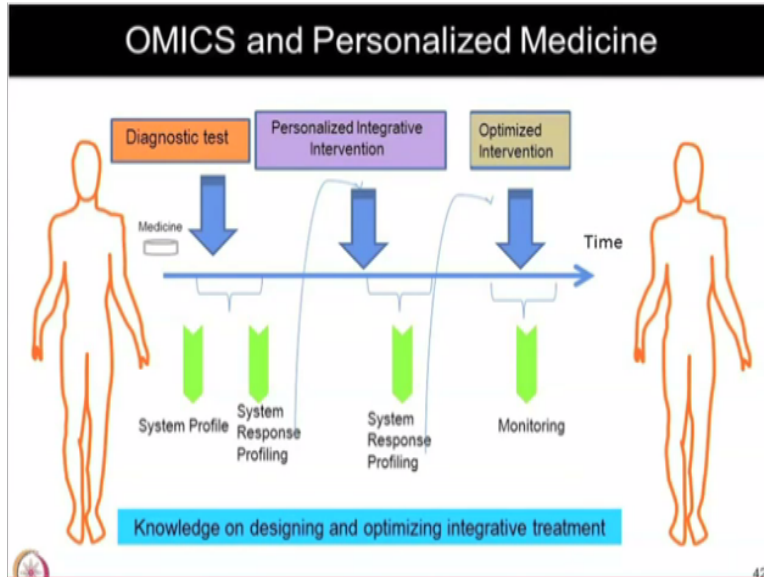 OMICS and Personalized Medicine
Diagnostic test
Personalized Integrative
Intervention
Optimized
Intervention
Medicine
Time
System Profile
System
Response
Profiling
System
Response
Profiling
Monitoring
Knowledge on designing and optimizing integrative treatment
42